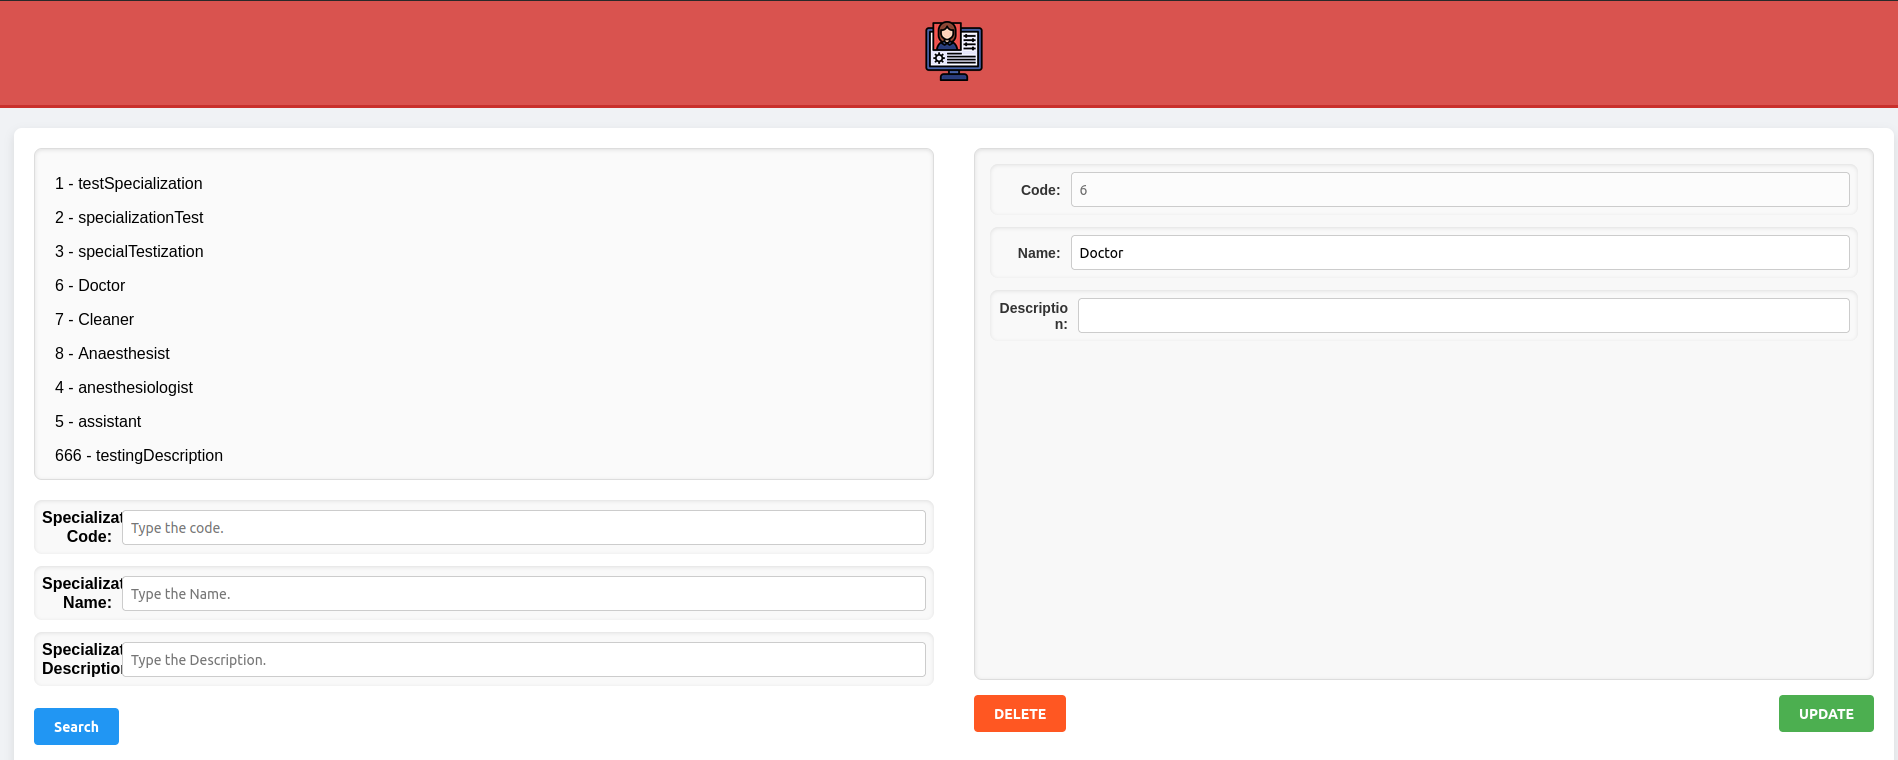 1 - testSpecialization
2 - specializationTest
3 - specialTestization
6 - Doctor
7 - Cleaner
8 - Anaesthesist
4 - anesthesiologist
5 - assistant
666 - testingDescription
Specializat
Code:
Type the code.
Specializat
Name:
Type the Name.
Specializat
Description
Type the Description.
Search
Code:
6
Name:
Doctor
Descriptio
n:
DELETE
UPDATE